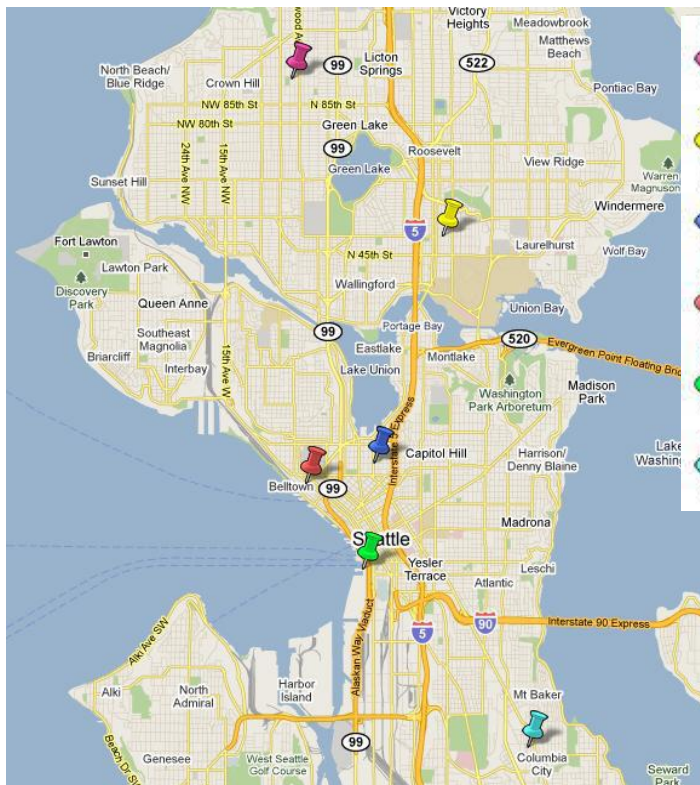 Victory
Heights
Meadowbrook
Matthews
Beach
wood Av
99
Licton
Springs
522
North Beach/
Blue Ridge
Crown Hill
Pontiac Bay
NW 85th St
N 85th St
NW 80th St
Green Lake
99
Roosevelt
24th Ave NW
15th Ave NW
Green Lake
View Ridge
Warren
Magnuson
Sunset Hill
Windermere
5
Fort Lawton
N 45th St
Laurelhurst
Wolf Bay
Lawton Park
Discovery
Park
Wallingford
Queen Anne
Union Bay
Portage Bay
Southeast
Magnolia
99
Eastlake
520
Briarcliff
Interbay
15th Ave W
Montlake
Evergreen Point Floating Brid
Lake Union
Washington
Park Arboretum
Madison
Park
Interstate 5 Express
Capitol Hill
Harrison/
Denny Blaine
Lake
Washing
Belltown
99
Madrona
Seattle
Yesler
Terrace
Leschi
Atlantic
90
Interstate 90 Express
5
Alki Ave SW
Alaskan Way Viaduct
Harbor
Island
Alki
North
Admiral
Mt Baker
99
Beach Dr S
Genesee
West Seattle
Golf Course
Columbia
City
Seward
Park